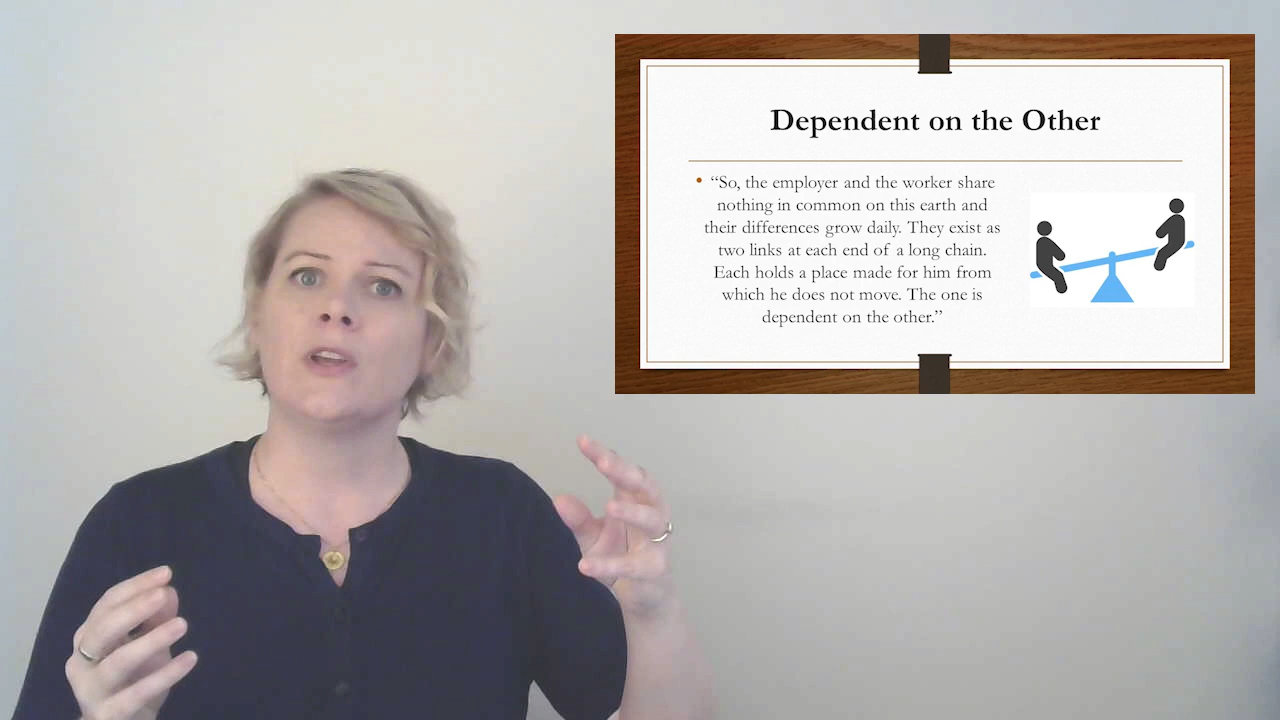 Dependent on the Other
• “So, the employer and the worker share
nothing in common on this earth and
their differences grow daily. They exist as
two links at each end of a long chain.
Each holds a place made for him from
which he does not move. The one is
dependent on the other.”